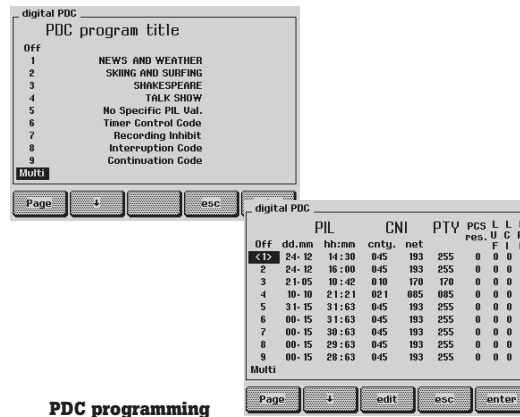 digital PDC
PDC program title
Off
1 NEWS AND WEATHER
2 SKIING AND SURFING
3 SHAKESPEARE
4 TALK SHOW
5 No Specific PIL Val.
6 Timer Control Code
7 Recording Inhibit
8 Interruption Code
9 Continuation Code
Multi
Page ↓ esc
digital PDC
PIL CNI PTY PCS L L
res. U C
Off dd.mm hh:mm cnty. net F I
<1> 24.12 14:30 045 193 255 0 0 0
2 24.12 16:00 045 193 255 0 0 0
3 21.05 10:42 010 170 170 0 0 0
4 10.10 21:21 021 085 085 0 0 0
5 31.15 31:63 045 193 255 0 0 0
6 00.15 31:63 045 193 255 0 0 0
7 00.15 30:63 045 193 255 0 0 0
8 00.15 29:63 045 193 255 0 0 0
9 00.15 28:63 045 193 255 0 0 0
Multi
Page ↓ edit esc enter
PDC programming